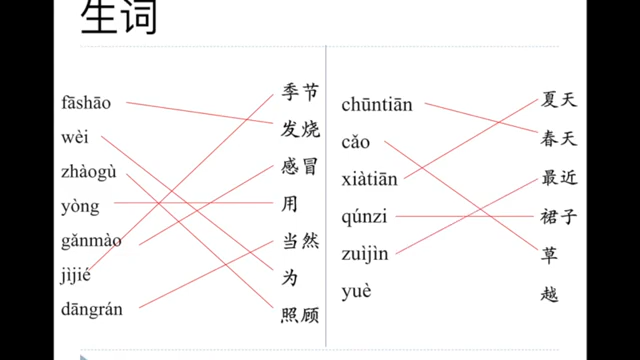 生词
fāshāo
wèi
zhàogù
yòng
gǎnmào
jìjié
dāngrán
季节
发烧
感冒
用
当然
为
照顾
chūntiān
cǎo
xiàtiān
qúnzi
zuìjìn
yuè
夏天
春天
最近
裙子
草
越